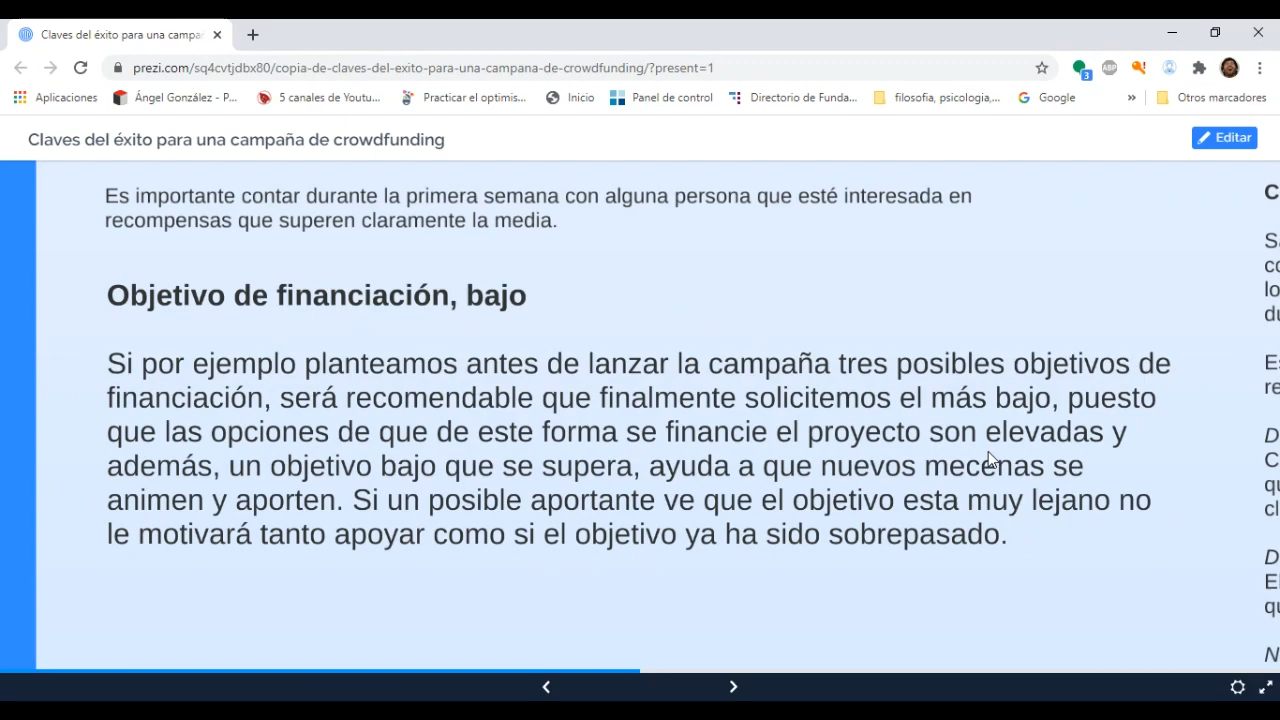 Claves del éxito para una campa
prezi.com/sq4cvtjdbx80/copia-de-claves-del-exito-para-una-campana-de-crowdfunding/?present=1
ABP
3
Aplicaciones Ángel González - P... 5 canales de Youtu... Practicar el optimis... Inicio Panel de control Directorio de Funda... filosofia, psicologia,... Google » Otros marcadores
Claves del éxito para una campaña de crowdfunding
Editar
Es importante contar durante la primera semana con alguna persona que esté interesada en
recompensas que superen claramente la media.
Objetivo de financiación, bajo
Si por ejemplo planteamos antes de lanzar la campaña tres posibles objetivos de
financiación, será recomendable que finalmente solicitemos el más bajo, puesto
que las opciones de que de este forma se financie el proyecto son elevadas y
además, un objetivo bajo que se supera, ayuda a que nuevos mecenas se
animen y aporten. Si un posible aportante ve que el objetivo esta muy lejano no
le motivará tanto apoyar como si el objetivo ya ha sido sobrepasado.